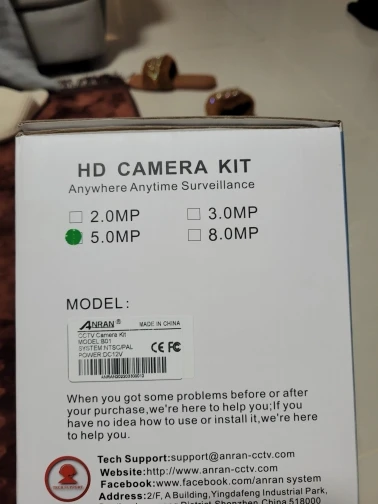 HD CAMERA KIT
Anywhere Anytime Surveillance
2.0MP 3.0MP
5.0MP 8.0MP
MODEL:
ANRAN® MADE IN CHINA
CCTV Camera Kit
MODEL B01
SYSTEM:NTSC/PAL
POWER:DC12V
CE FC
When you got some problems before or after
your purchase,we're here to help you;If you
have no idea how to use or install it,we're here
to help you.
Tech Support:support@anran-cctv.com
Website:http://www.anran-cctv.com
Facebook:www.facebook.com/anran system
Address:2/F, A Building,Yingdafeng Industrial Park,
District Shenzhen China 518000